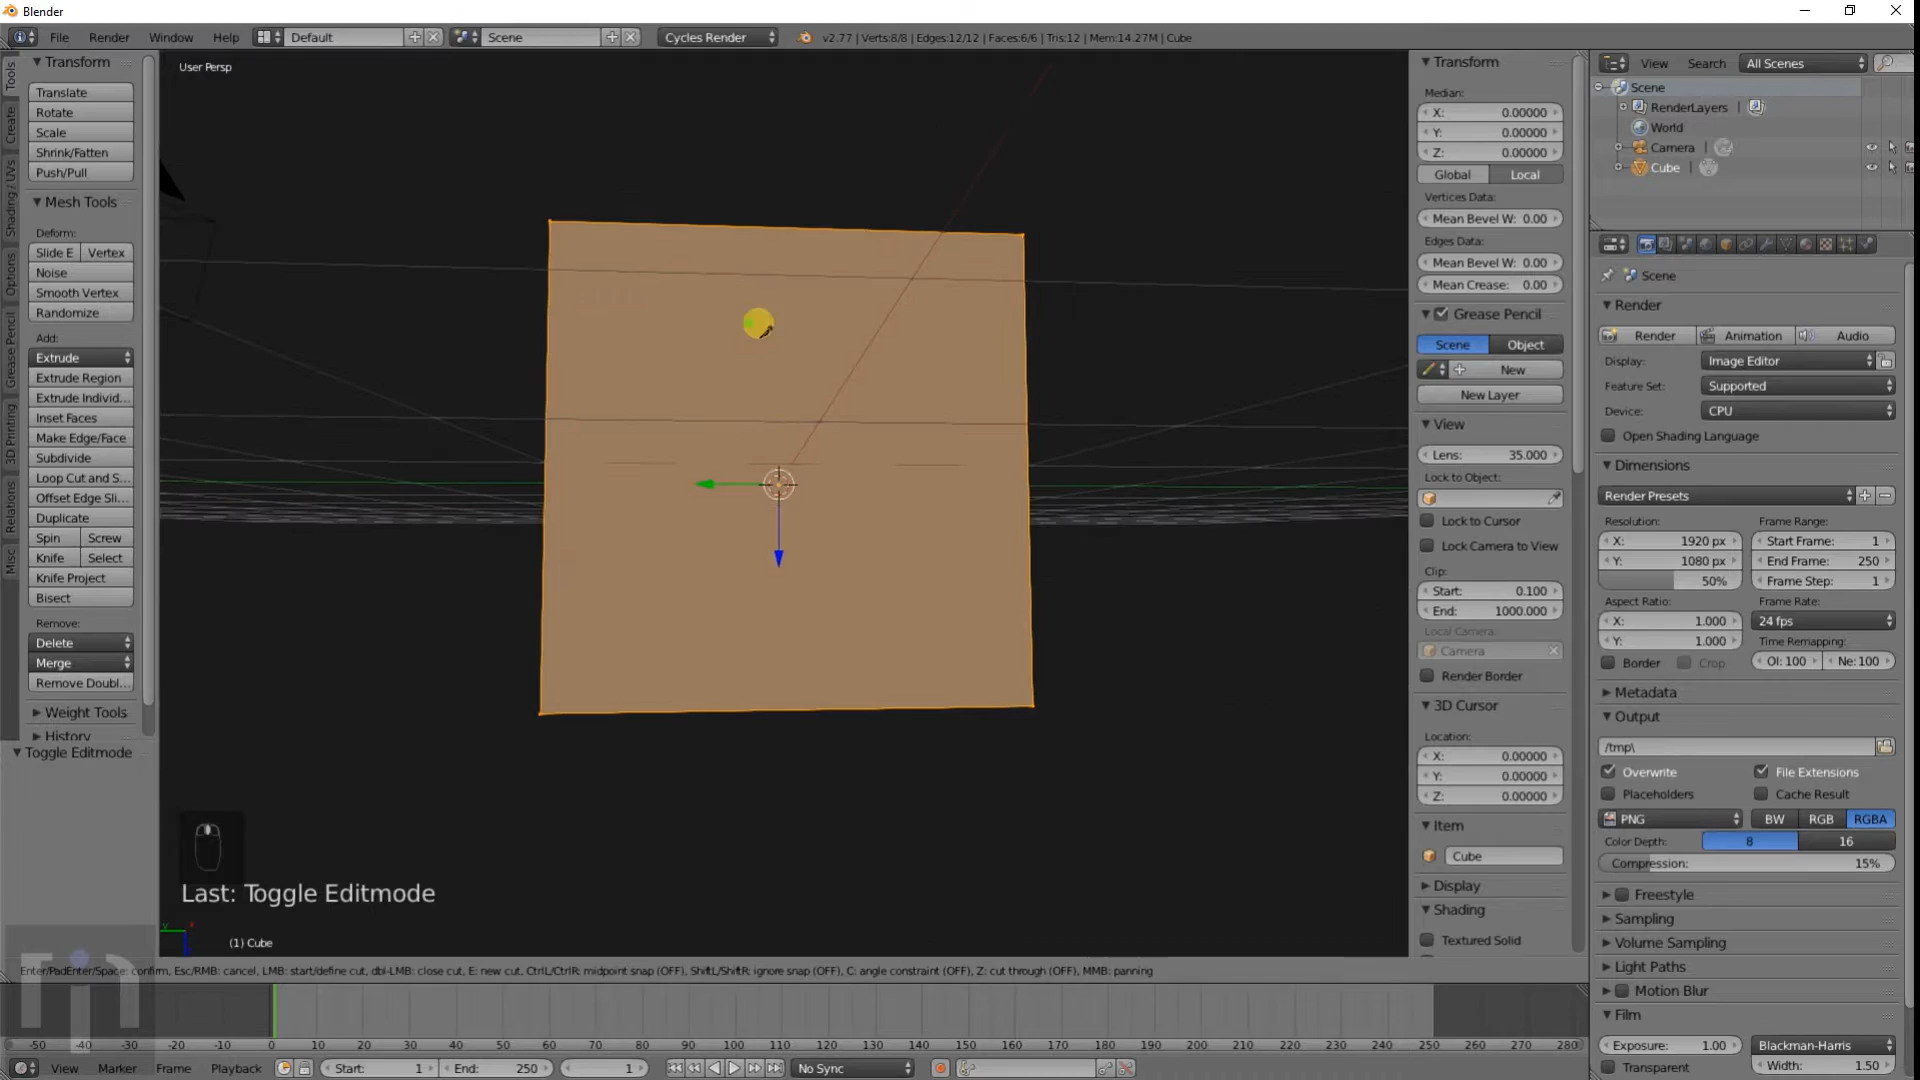 Blender
File Render Window Help Default Scene Cycles Render v2.77 | Verts:8/8 | Edges:12/12 | Faces:6/6 | Tris:12 | Mem:14.27M | Cube
Tools
Create
Shading / UVs
Options
Grease Pencil
3D Printing
Relations
Misc
Transform
Translate
Rotate
Scale
Shrink/Fatten
Push/Pull
Mesh Tools
Deform:
Slide E Vertex
Noise
Smooth Vertex
Randomize
Add:
Extrude
Extrude Region
Extrude Individ...
Inset Faces
Make Edge/Face
Subdivide
Loop Cut and S...
Offset Edge Sli...
Duplicate
Spin Screw
Knife Select
Knife Project
Bisect
Remove:
Delete
Merge
Remove Doubl...
Weight Tools
History
Toggle Editmode
User Persp
Last: Toggle Editmode
(1) Cube
Enter/PadEnter/Space: confirm, Esc/RMB: cancel, LMB: start/define cut, dbl-LMB: close cut, E: new cut, CtrlL/CtrlR: midpoint snap (OFF), ShiftL/ShiftR: ignore snap (OFF), C: angle constraint (OFF), Z: cut through (OFF), MMB: panning
Transform
Median:
X: 0.00000
Y: 0.00000
Z: 0.00000
Global Local
Vertices Data:
Mean Bevel W: 0.00
Edges Data:
Mean Bevel W: 0.00
Mean Crease: 0.00
Grease Pencil
Scene Object
New
New Layer
View
Lens: 35.000
Lock to Object:
Lock to Cursor
Lock Camera to View
Clip:
Start: 0.100
End: 1000.000
Local Camera:
Camera
Render Border
3D Cursor
Location:
X: 0.00000
Y: 0.00000
Z: 0.00000
Item
Cube
Display
Shading
Textured Solid
View Search All Scenes
Scene
RenderLayers
World
Camera
Cube
Scene
Render
Render Animation Audio
Display: Image Editor
Feature Set: Supported
Device: CPU
Open Shading Language
Dimensions
Render Presets
Resolution: Frame Range:
X: 1920 px Start Frame: 1
Y: 1080 px End Frame: 250
50% Frame Step: 1
Aspect Ratio: Frame Rate:
X: 1.000 24 fps
Y: 1.000 Time Remapping:
Border Crop Ol: 100 Ne: 100
Metadata
Output
/tmp\
Overwrite File Extensions
Placeholders Cache Result
PNG BW RGB RGBA
Color Depth: 8 16
Compression: 15%
Freestyle
Sampling
Volume Sampling
Light Paths
Motion Blur
Film
Exposure: 1.00 Blackman-Harris
Transparent Width: 1.50
-50 -40 -30 -20 -10 0 10 20 30 40 50 60 70 80 90 100 110 120 130 140 150 160 170 180 190 200 210 220 230 240 250 260 270 280
View Marker Frame Playback Start: 1 End: 250 1 No Sync